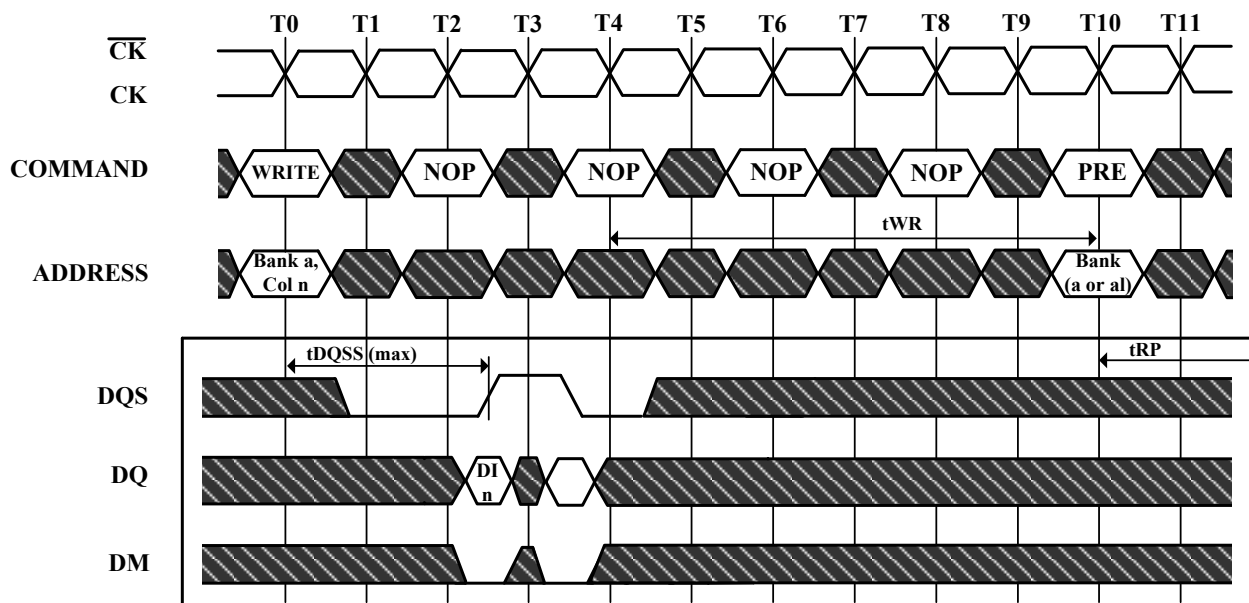 T0 T1 T2 T3 T4 T5 T6 T7 T8 T9 T10 T11
CK
CK
COMMAND WRITE NOP NOP NOP NOP PRE
tWR
ADDRESS Bank a, Col n Bank (a or al)
tDQSS (max) tRP
DQS
DQ DI n
DM